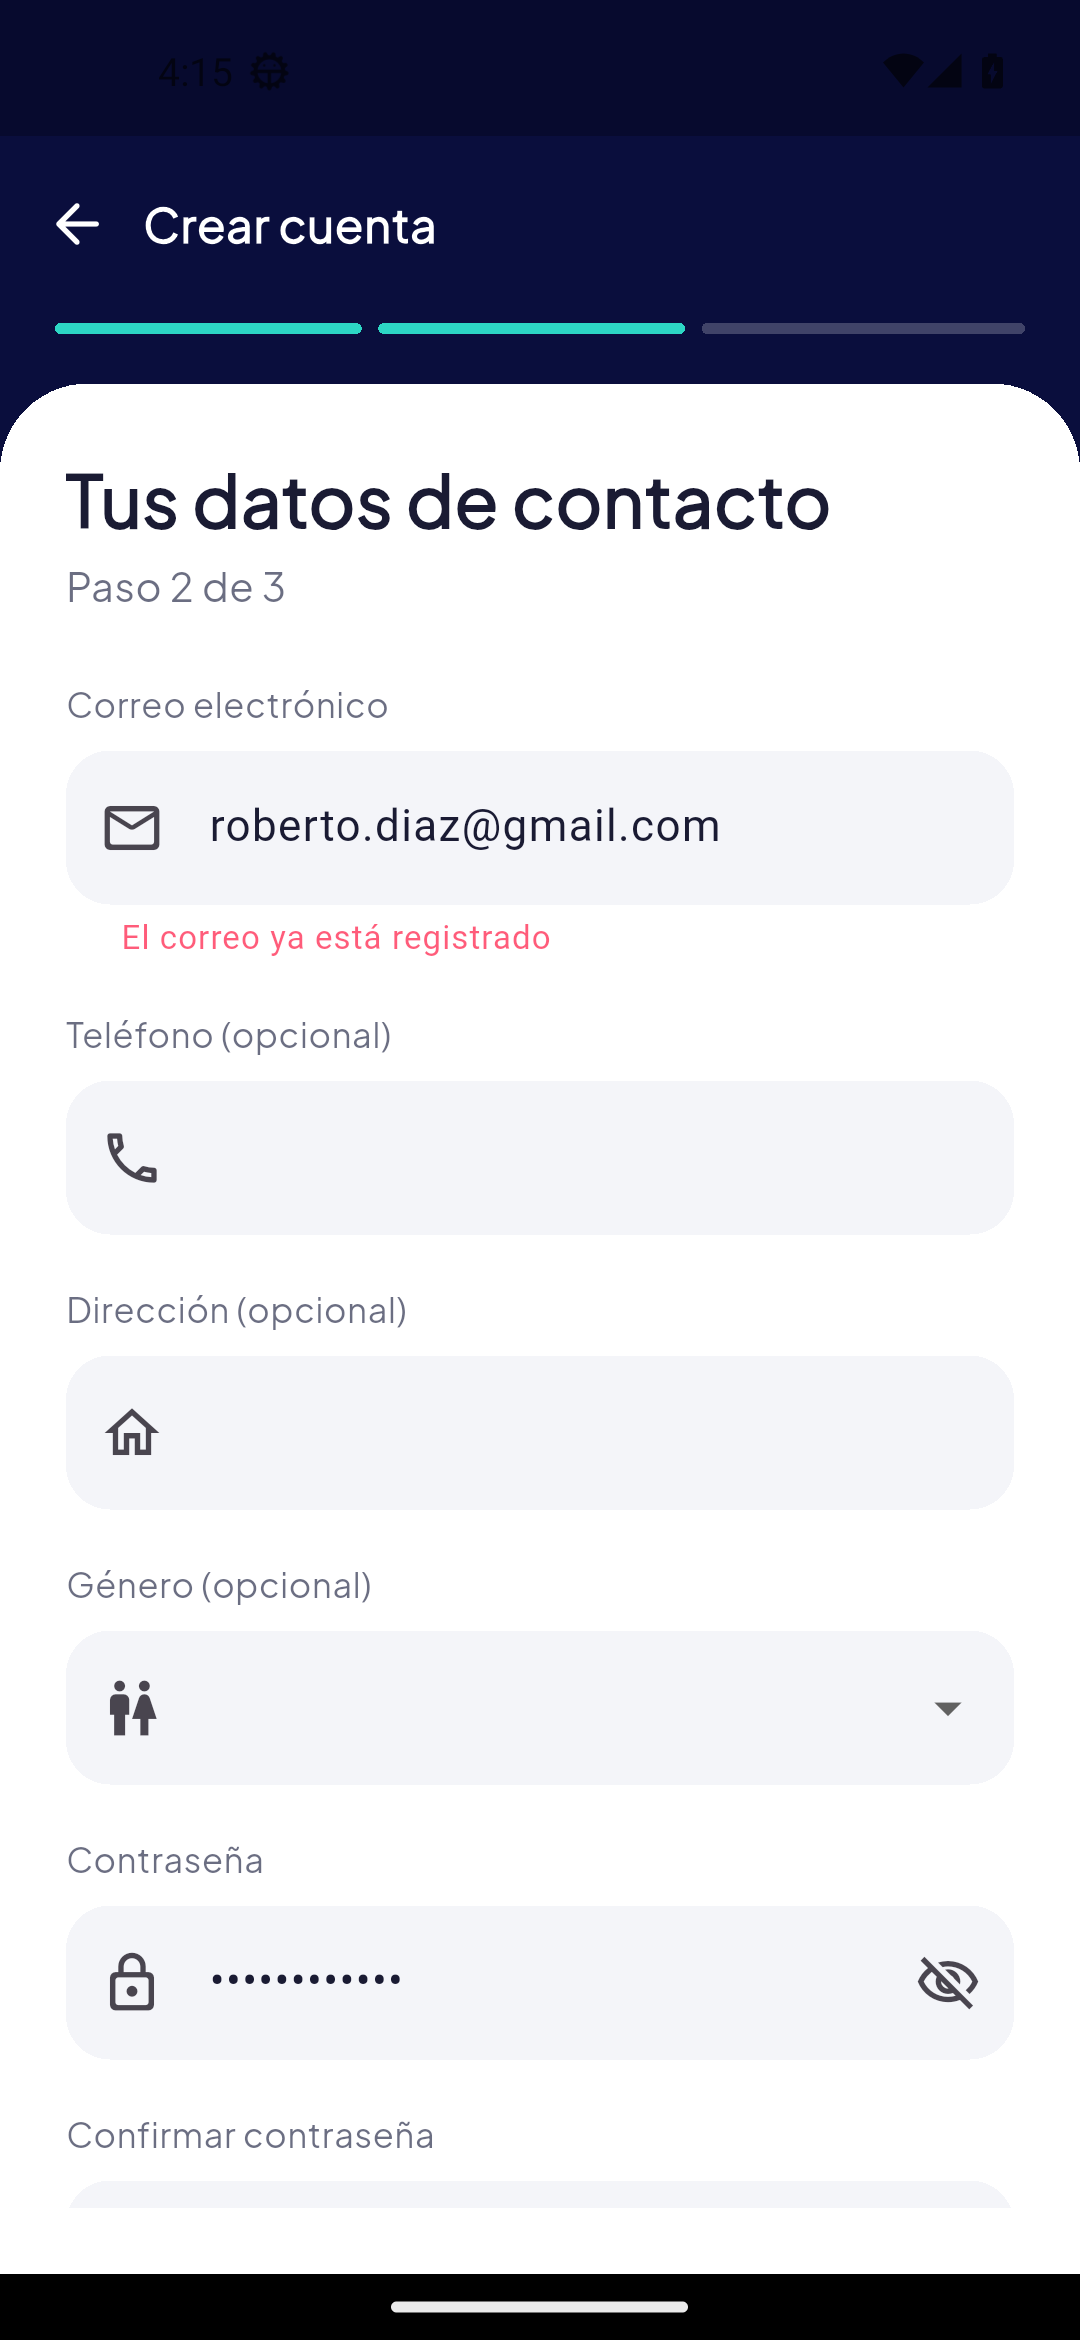 4:15
Crear cuenta
Tus datos de contacto
Paso 2 de 3
Correo electrónico
roberto.diaz@gmail.com
El correo ya está registrado
Teléfono (opcional)
Dirección (opcional)
Género (opcional)
Contraseña
••••••••••••
Confirmar contraseña